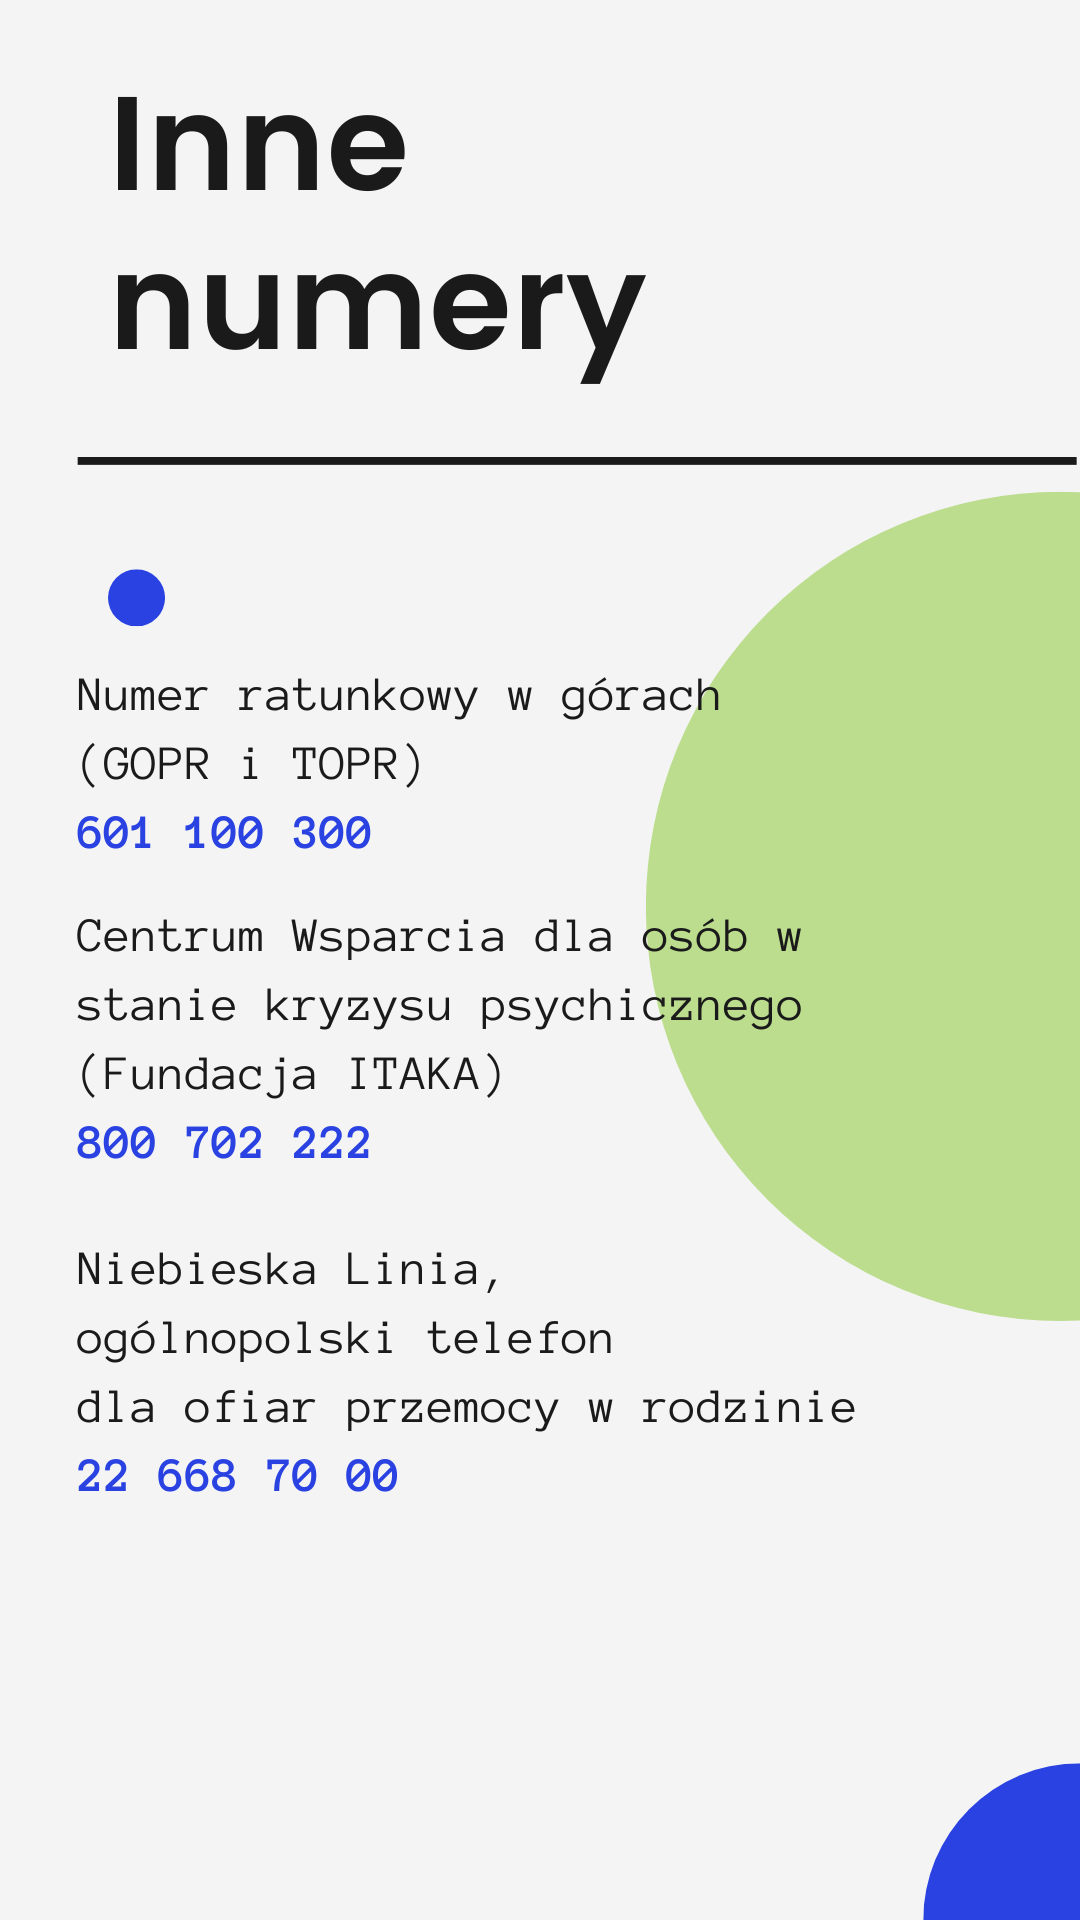 Inne
numery
Numer ratunkowy w górach
(GOPR i TOPR)
601 100 300
Centrum Wsparcia dla osób w
stanie kryzysu psychicznego
(Fundacja ITAKA)
800 702 222
Niebieska Linia,
ogólnopolski telefon
dla ofiar przemocy w rodzinie
22 668 70 00